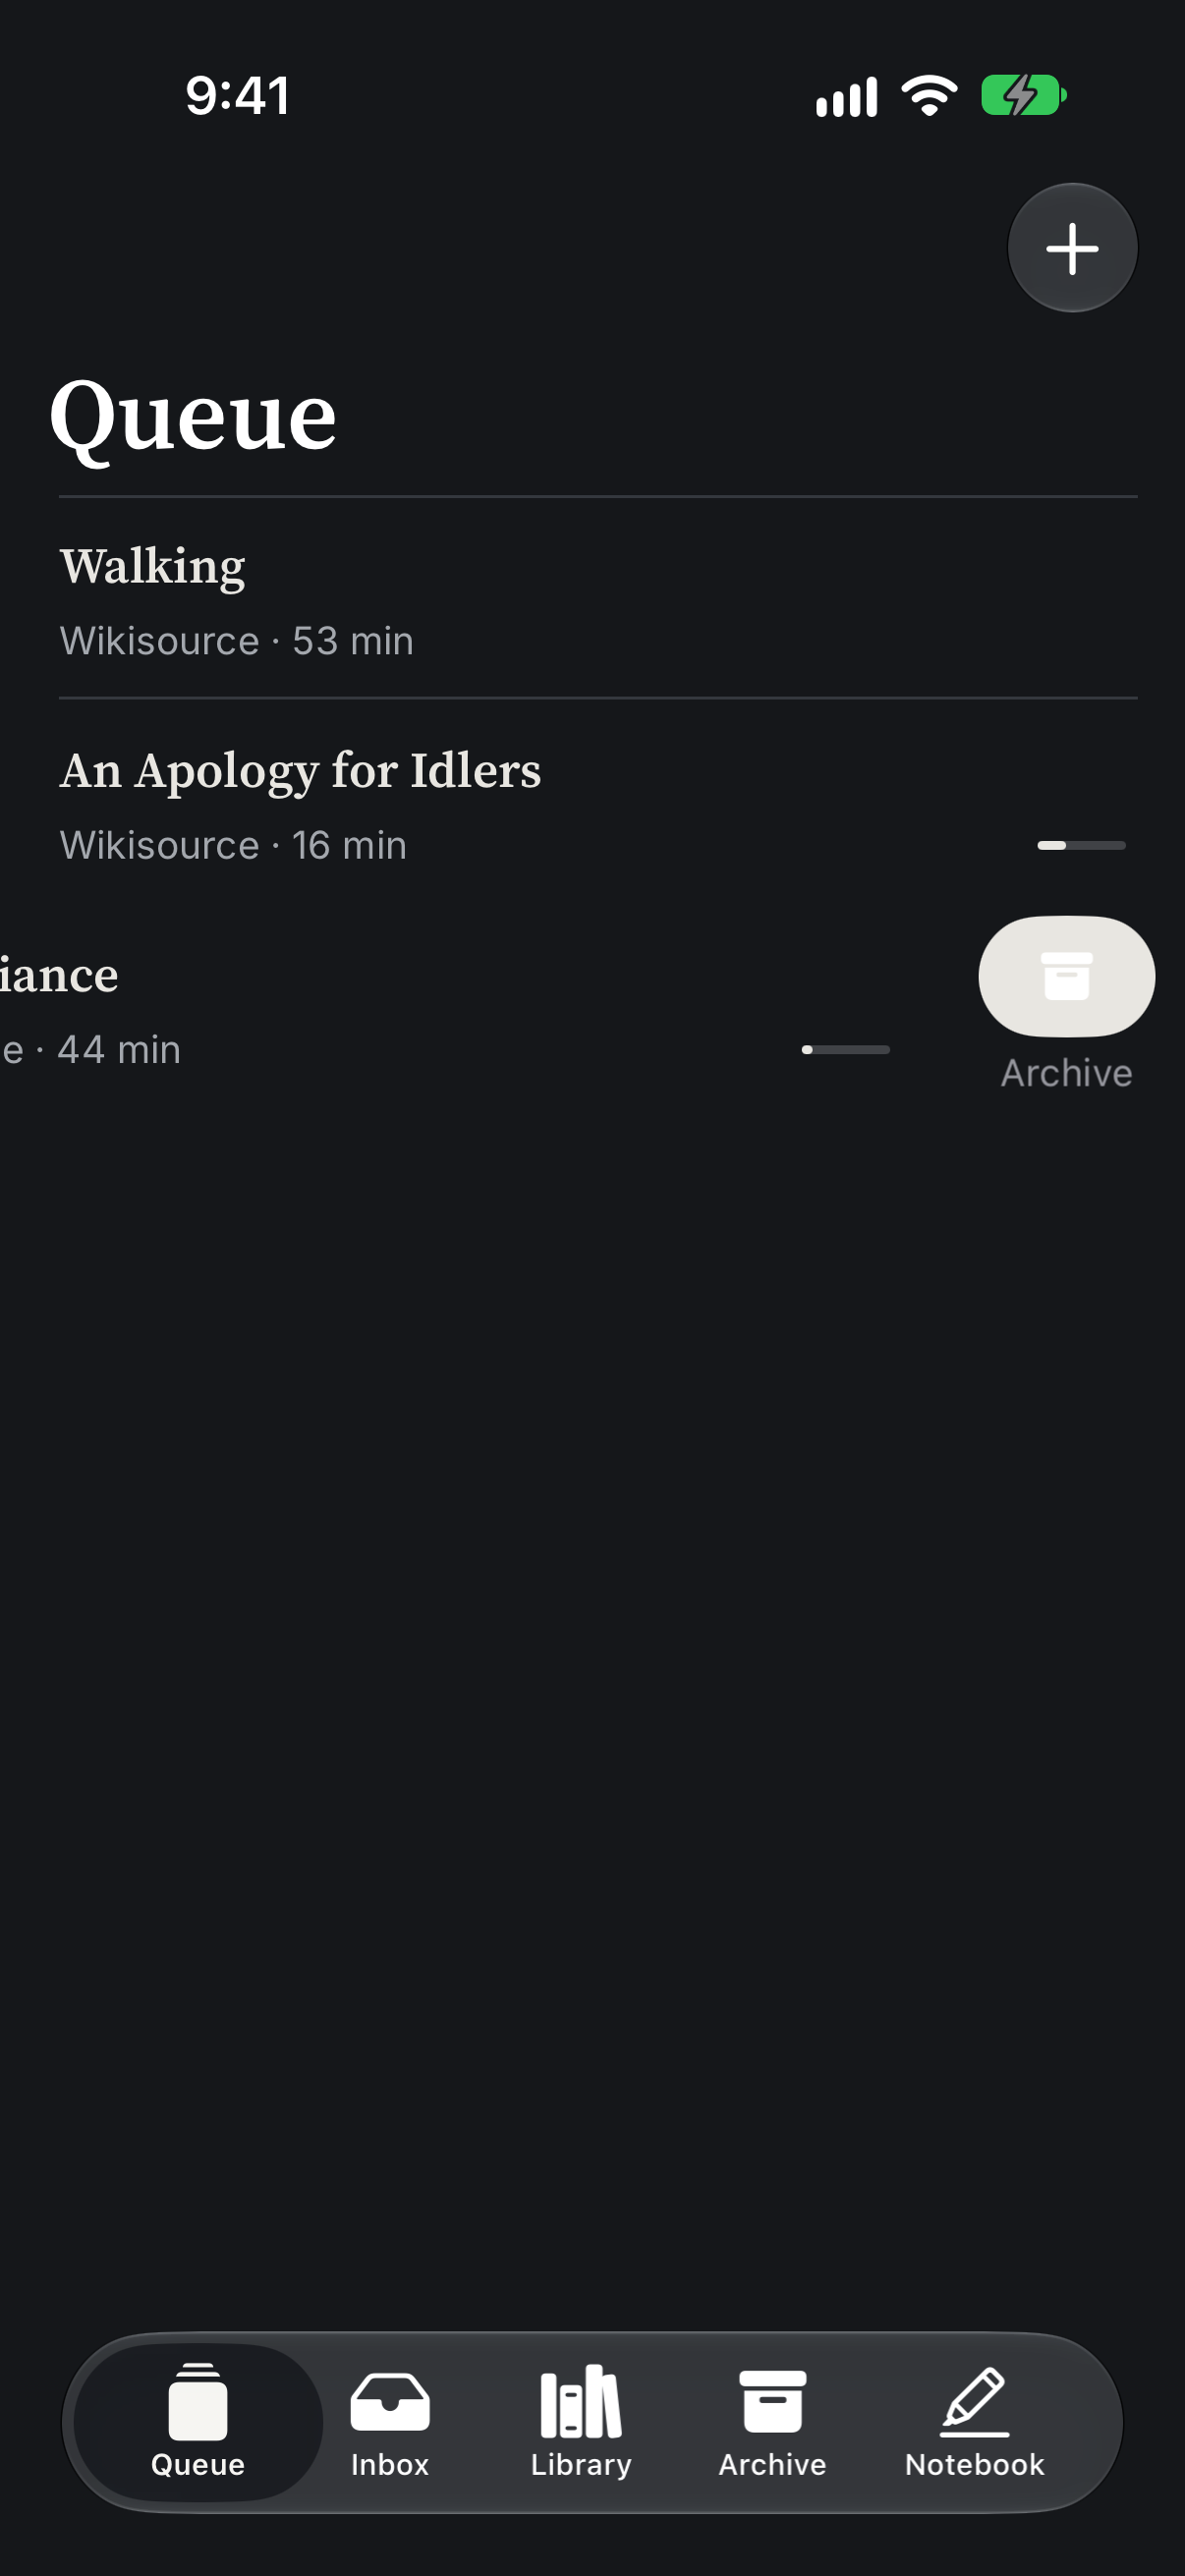 9:41
Queue
Walking
Wikisource · 53 min
An Apology for Idlers
Wikisource · 16 min
iance
e · 44 min
Archive
Queue
Inbox
Library
Archive
Notebook